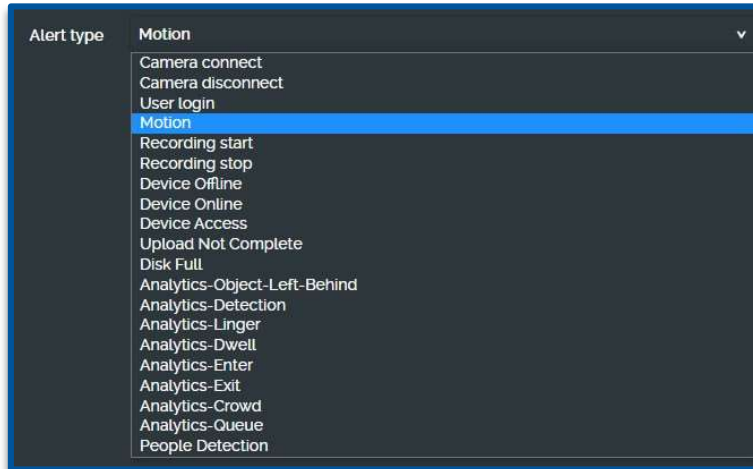 Alert type Motion
Camera connect
Camera disconnect
User login
Motion
Recording start
Recording stop
Device Offline
Device Online
Device Access
Upload Not Complete
Disk Full
Analytics-Object-Left-Behind
Analytics-Detection
Analytics-Linger
Analytics-Dwell
Analytics-Enter
Analytics-Exit
Analytics-Crowd
Analytics-Queue
People Detection